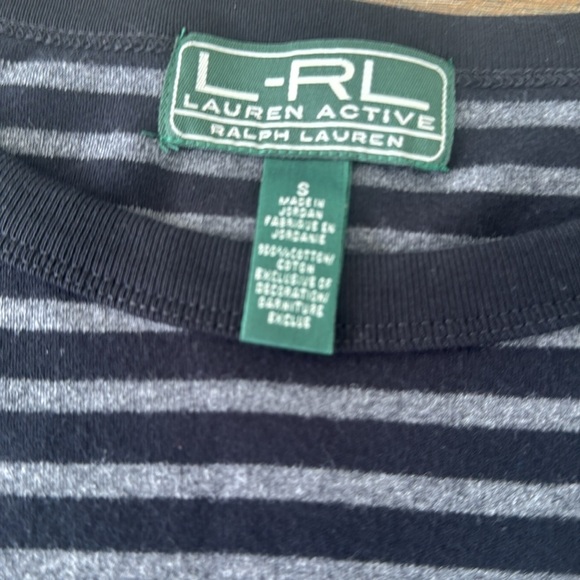 L-RL
LAUREN ACTIVE
RALPH LAUREN
S
MADE IN
JORDAN
FABRIQUE EN
JORDANIE
100% COTTON/
COTON
EXCLUSIVE OF
DECORATION/
GARNITURE
EXCLUE